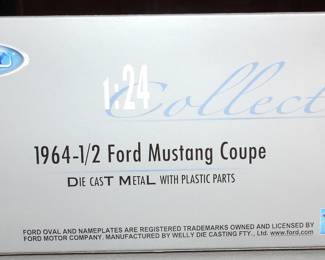 1:24
Collect
1964-1/2 Ford Mustang Coupe
DIE CAST METAL WITH PLASTIC PARTS
FORD OVAL AND NAMEPLATES ARE REGISTERED TRADEMARKS OWNED AND LICENSED BY
FORD MOTOR COMPANY. MANUFACTURED BY WELLY DIE CASTING FTY., Ltd. www.ford.com